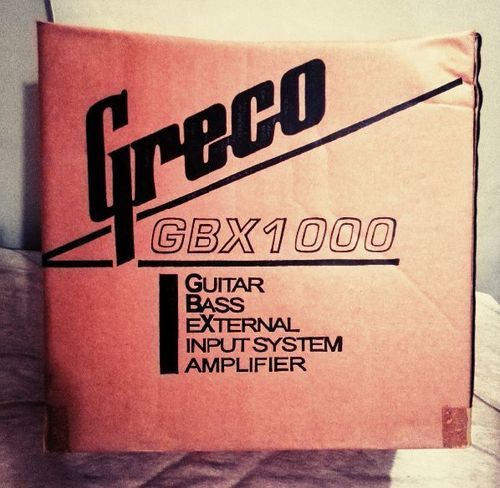 Greco
GBX1000
GUITAR
BASS
EXTERNAL
INPUT SYSTEM
AMPLIFIER